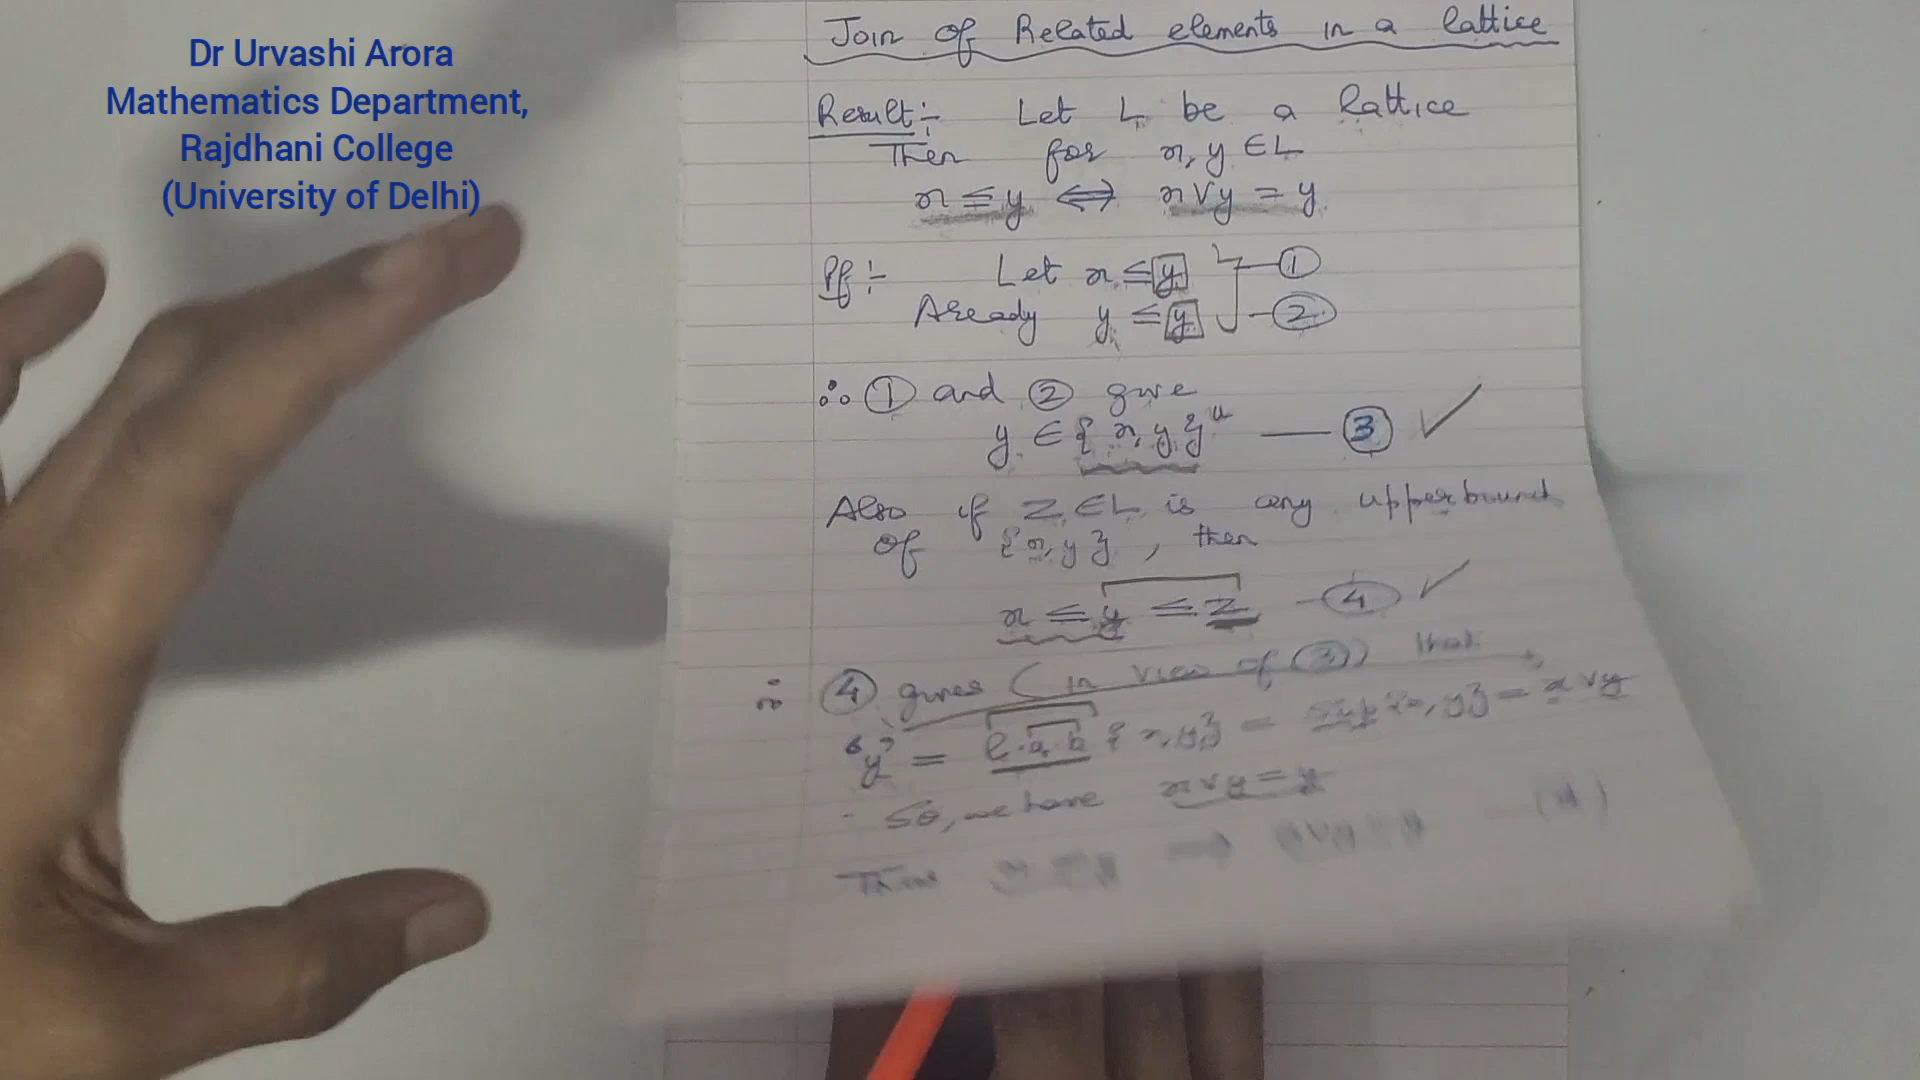 Dr Urvashi Arora
Mathematics Department,
Rajdhani College
(University of Delhi)
Join of Related elements in a lattice
Result:- Let L be a lattice
Then for x, y ∈ L
x ≤ y ⟺ x ∨ y = y
Pf:- Let x ≤ y —①
Already y ≤ y —②
∴ ① and ② give
y ∈ {x, y}ᵘ — ③ ✓
Also if z ∈ L is any upper bound
of {x, y}, then
x ≤ y ≤ z —④ ✓
∴ ④ gives (in view of ③) that
'y' = l.u.b {x, y} = sup {x, y} = x ∨ y
So, we have x ∨ y = y
Thus